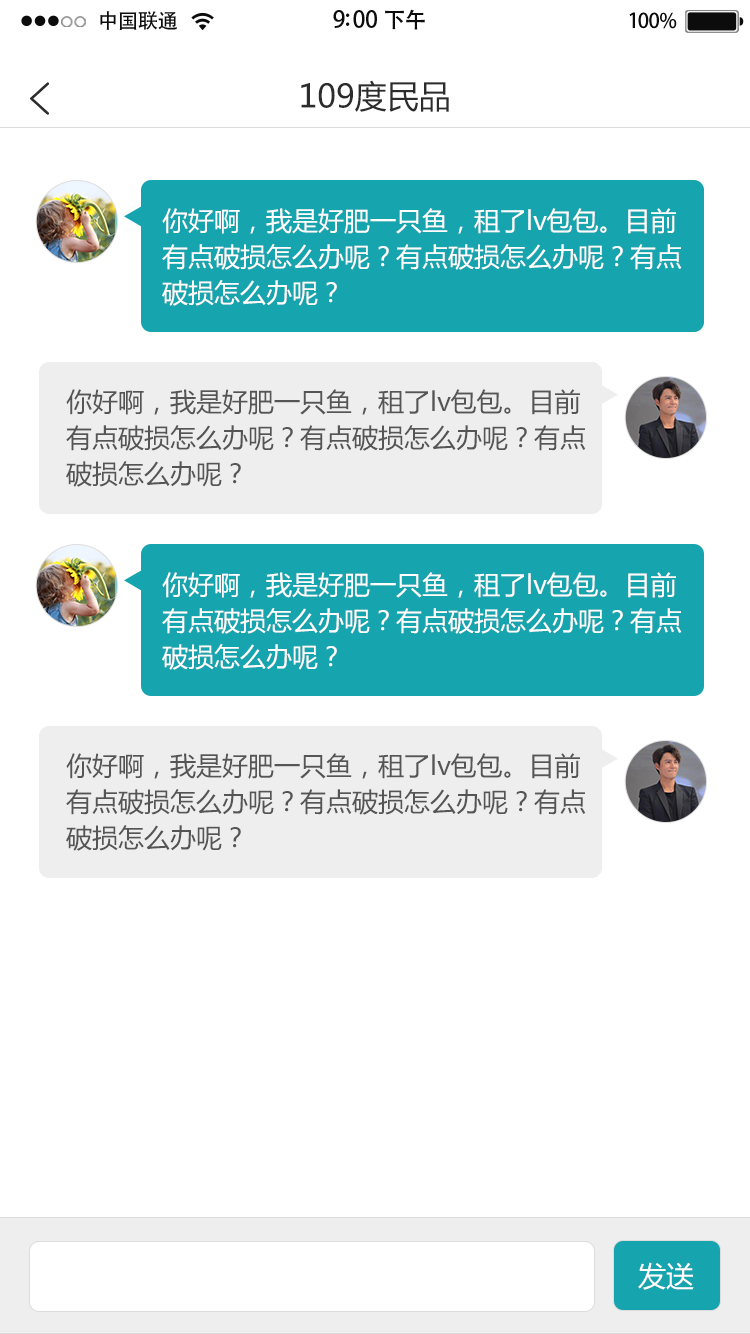 中国联通
9:00 下午
100%
109度民品
你好啊，我是好肥一只鱼，租了lv包包。目前
有点破损怎么办呢？有点破损怎么办呢？有点
破损怎么办呢？
你好啊，我是好肥一只鱼，租了lv包包。目前
有点破损怎么办呢？有点破损怎么办呢？有点
破损怎么办呢？
你好啊，我是好肥一只鱼，租了lv包包。目前
有点破损怎么办呢？有点破损怎么办呢？有点
破损怎么办呢？
你好啊，我是好肥一只鱼，租了lv包包。目前
有点破损怎么办呢？有点破损怎么办呢？有点
破损怎么办呢？
发送